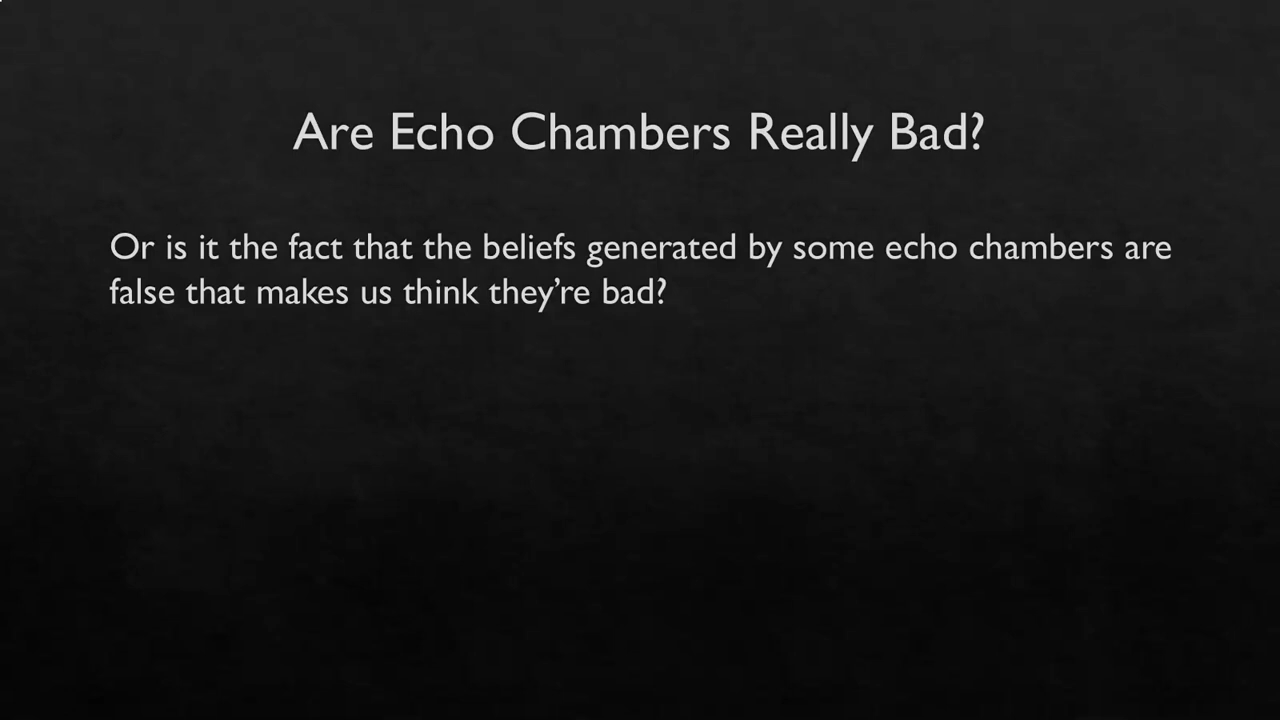 Are Echo Chambers Really Bad?
Or is it the fact that the beliefs generated by some echo chambers are
false that makes us think they’re bad?